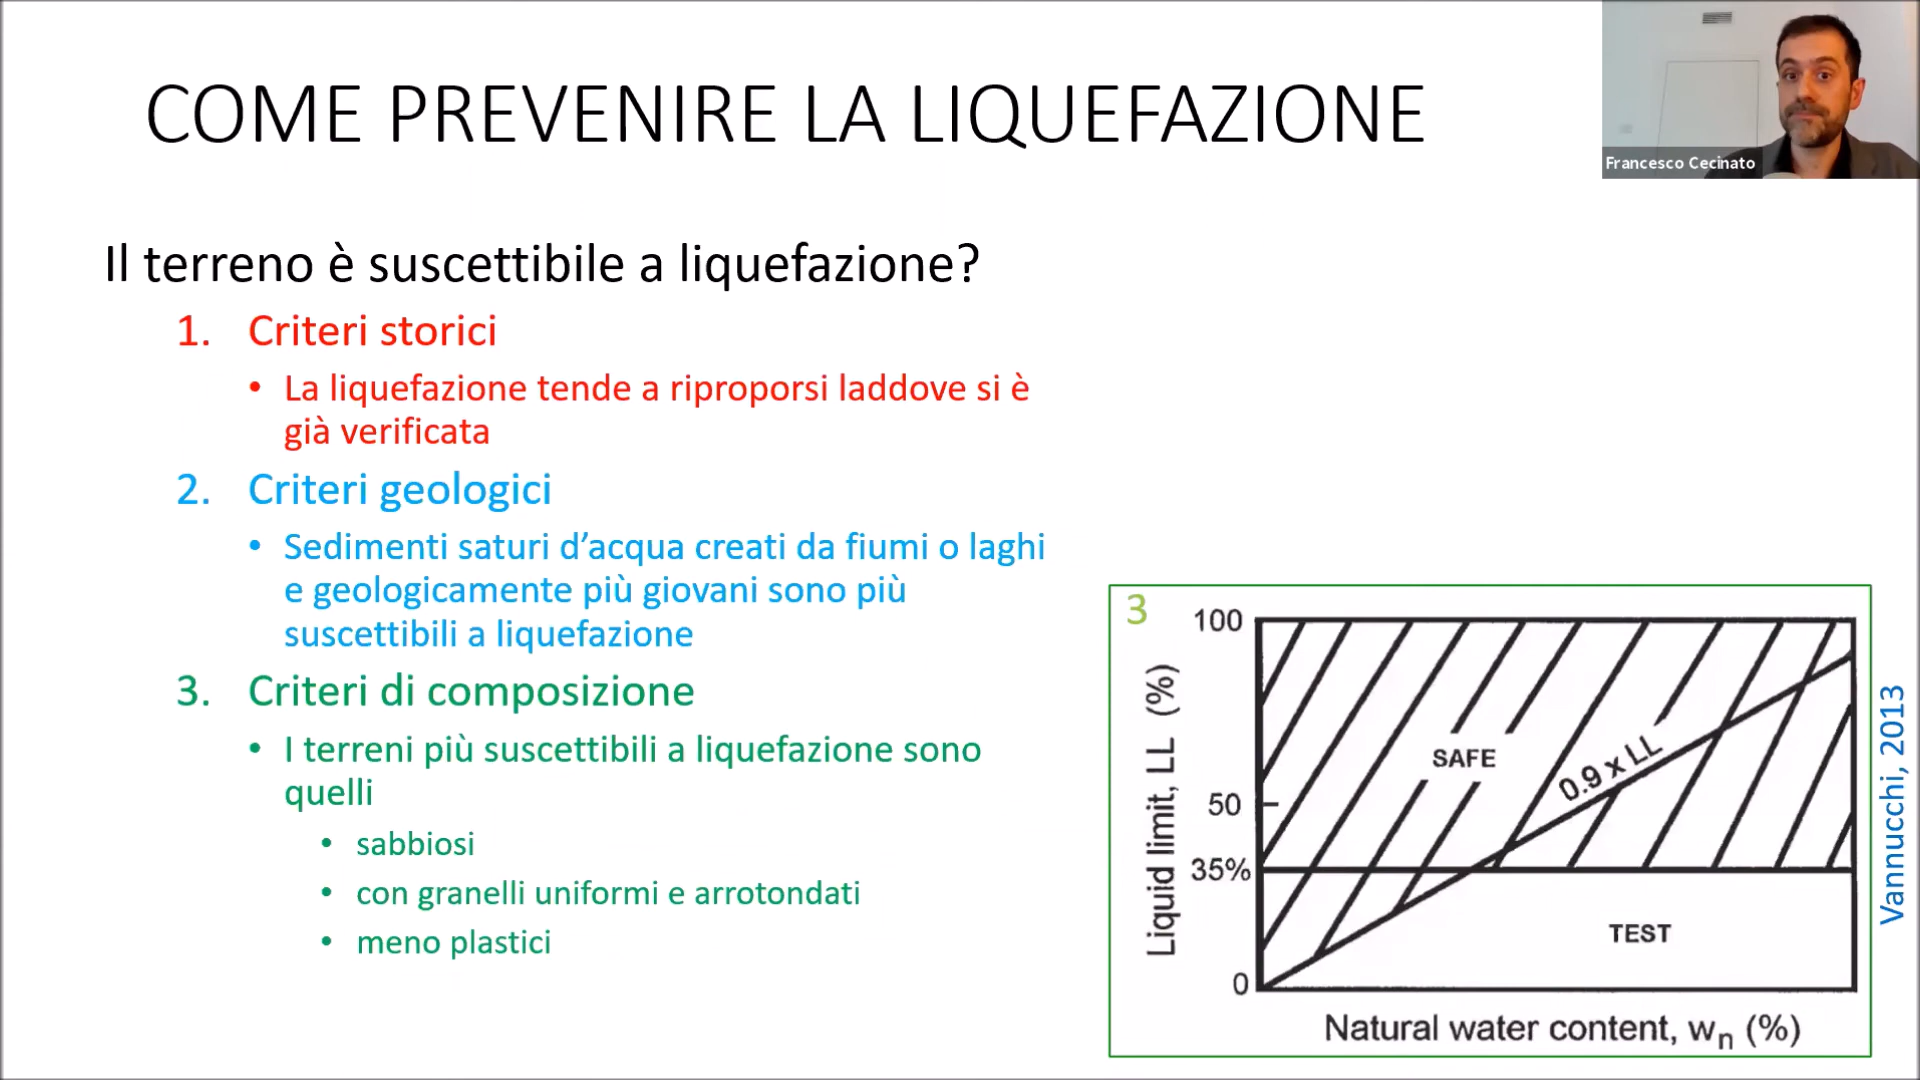 COME PREVENIRE LA LIQUEFAZIONE
Francesco Cecinato
Il terreno è suscettibile a liquefazione?
1. Criteri storici
• La liquefazione tende a riproporsi laddove si è
già verificata
2. Criteri geologici
• Sedimenti saturi d’acqua creati da fiumi o laghi
e geologicamente più giovani sono più
suscettibili a liquefazione
3. Criteri di composizione
• I terreni più suscettibili a liquefazione sono
quelli
• sabbiosi
• con granelli uniformi e arrotondati
• meno plastici
3
100
50
35%
0
Liquid limit, LL (%)
SAFE
0.9 x LL
TEST
Natural water content, wn (%)
Vannucchi, 2013